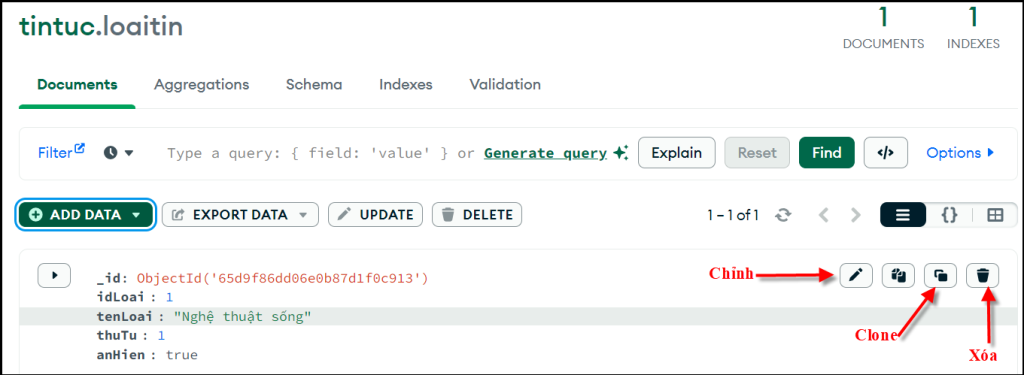 tintuc.loaitin
1 1
DOCUMENTS INDEXES
Documents Aggregations Schema Indexes Validation
Filter Type a query: { field: 'value' } or Generate query Explain Reset Find </> Options
ADD DATA EXPORT DATA UPDATE DELETE 1 – 1 of 1 {}
_id: ObjectId('65d9f86dd06e0b87d1f0c913') Chỉnh
idLoai : 1
tenLoai : "Nghệ thuật sống"
thuTu : 1 Clone
anHien : true Xóa